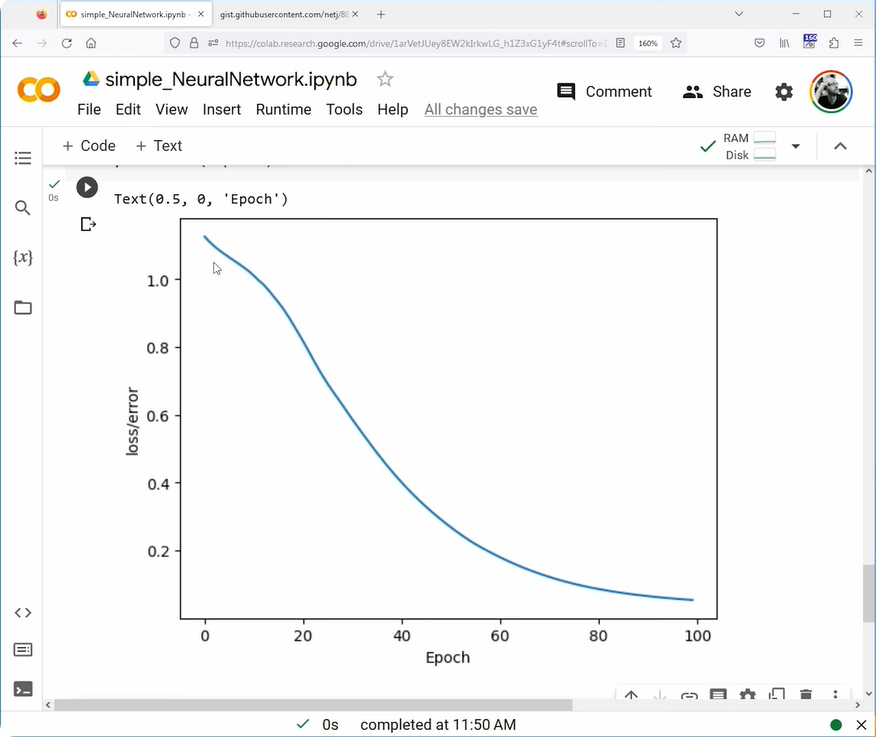 simple_NeuralNetwork.ipynb -
gist.githubusercontent.com/netj/88
https://colab.research.google.com/drive/1arVetJUey8EW2kIrkwLG_h1Z3xG1yF4t#scrollTo=
160%
160
simple_NeuralNetwork.ipynb
Comment
Share
File Edit View Insert Runtime Tools Help All changes save
+ Code + Text
RAM
Disk
0s
{x}
Text(0.5, 0, 'Epoch')
1.0
0.8
0.6
0.4
0.2
loss/error
0 20 40 60 80 100
Epoch
0s completed at 11:50 AM